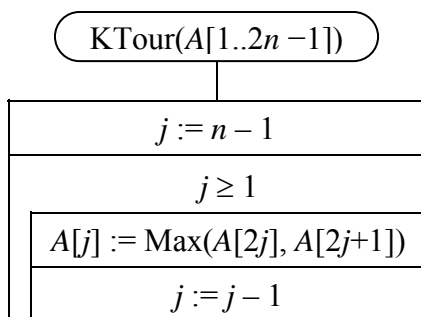 KTour(A[1..2n −1])
j := n – 1
j ≥ 1
A[j] := Max(A[2j], A[2j+1])
j := j – 1